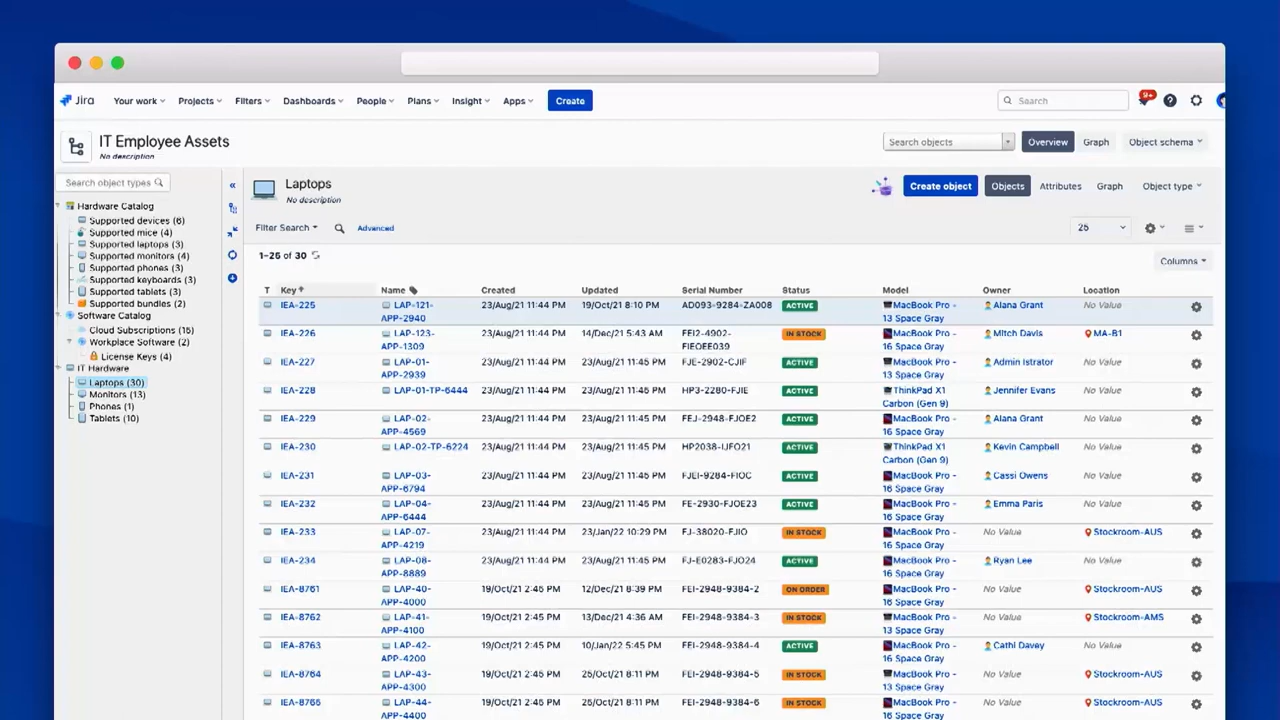 Jira Your work Projects Filters Dashboards People Plans Insight Apps Create Search 9+
IT Employee Assets
No description
Search objects Overview Graph Object schema
Search object types
Hardware Catalog
Supported devices (6)
Supported mice (4)
Supported laptops (3)
Supported monitors (4)
Supported phones (3)
Supported keyboards (3)
Supported tablets (3)
Supported bundles (2)
Software Catalog
Cloud Subscriptions (15)
Workplace Software (2)
License Keys (4)
IT Hardware
Laptops (30)
Monitors (13)
Phones (1)
Tablets (10)
Laptops
No description
Create object Objects Attributes Graph Object type
Filter Search Advanced 25
1-25 of 30
Columns
T Key Name Created Updated Serial Number Status Model Owner Location
IEA-225 LAP-121- 23/Aug/21 11:44 PM 19/Oct/21 8:10 PM AD093-9284-ZA008 ACTIVE MacBook Pro - Alana Grant No Value
APP-2940 13 Space Gray
IEA-226 LAP-123- 23/Aug/21 11:44 PM 14/Dec/21 5:43 AM FEI2-4902- IN STOCK MacBook Pro - Mitch Davis MA-B1
APP-1309 FIEOEE039 16 Space Gray
IEA-227 LAP-01- 23/Aug/21 11:44 PM 23/Aug/21 11:45 PM FJE-2902-CJIF ACTIVE MacBook Pro - Admin Istrator No Value
APP-2939 16 Space Gray
IEA-228 LAP-01-TP-6444 23/Aug/21 11:44 PM 23/Aug/21 11:45 PM HP3-2280-FJIE ACTIVE ThinkPad X1 Jennifer Evans No Value
Carbon (Gen 9)
IEA-229 LAP-02- 23/Aug/21 11:44 PM 23/Aug/21 11:45 PM FEJ-2948-FJOE2 ACTIVE MacBook Pro - Alana Grant No Value
APP-4569 16 Space Gray
IEA-230 LAP-02-TP-6224 23/Aug/21 11:44 PM 23/Aug/21 11:45 PM HP2038-IJFO21 ACTIVE ThinkPad X1 Kevin Campbell No Value
Carbon (Gen 9)
IEA-231 LAP-03- 23/Aug/21 11:44 PM 23/Aug/21 11:45 PM FJEI-9284-FIOC ACTIVE MacBook Pro - Cassi Owens No Value
APP-6794 16 Space Gray
IEA-232 LAP-04- 23/Aug/21 11:44 PM 23/Aug/21 11:45 PM FE-2930-FJOE23 ACTIVE MacBook Pro - Emma Paris No Value
APP-6444 16 Space Gray
IEA-233 LAP-07- 23/Aug/21 11:44 PM 23/Jan/22 10:29 PM FJ-38020-FJIO IN STOCK MacBook Pro - No Value Stockroom-AUS
APP-4219 16 Space Gray
IEA-234 LAP-08- 23/Aug/21 11:44 PM 23/Aug/21 11:45 PM FJ-E0283-FJO24 ACTIVE MacBook Pro - Ryan Lee No Value
APP-8889 16 Space Gray
IEA-8761 LAP-40- 19/Oct/21 2:45 PM 12/Dec/21 8:39 PM FEI-2948-9384-2 ON ORDER MacBook Pro - No Value Stockroom-AUS
APP-4000 16 Space Gray
IEA-8762 LAP-41- 19/Oct/21 2:45 PM 13/Dec/21 4:36 AM FEI-2948-9384-3 IN STOCK MacBook Pro - No Value Stockroom-AMS
APP-4100 13 Space Gray
IEA-8763 LAP-42- 19/Oct/21 2:45 PM 10/Jan/22 5:45 PM FEI-2948-9384-4 ACTIVE MacBook Pro - Cathi Davey No Value
APP-4200 16 Space Gray
IEA-8764 LAP-43- 19/Oct/21 2:45 PM 25/Oct/21 8:11 PM FEI-2948-9384-5 IN STOCK MacBook Pro - No Value Stockroom-AUS
APP-4300 13 Space Gray
IEA-8765 LAP-44- 19/Oct/21 2:45 PM 25/Oct/21 8:11 PM FEI-2948-9384-6 IN STOCK MacBook Pro - No Value Stockroom-AUS
APP-4400 16 Space Gray